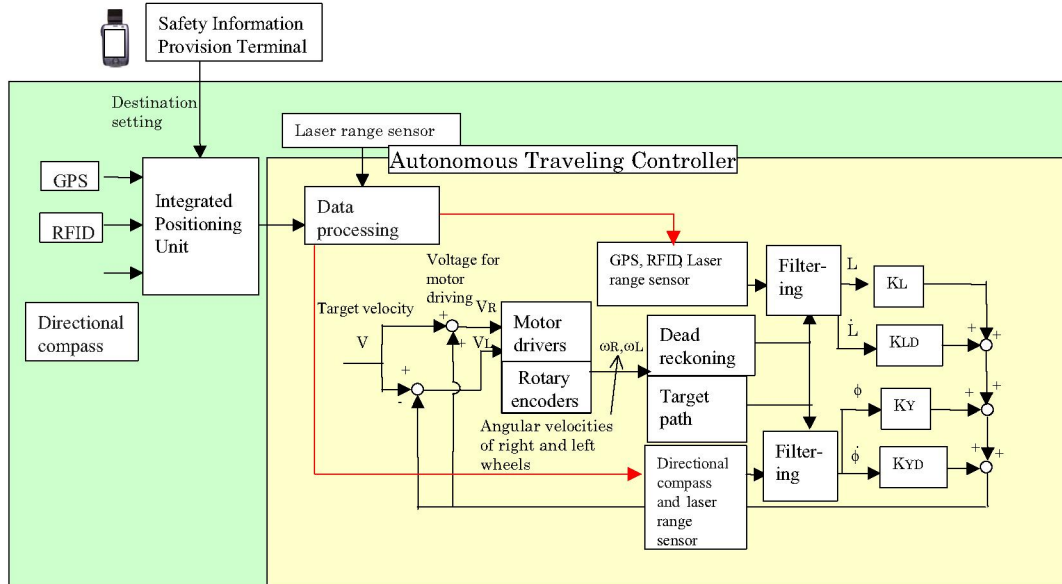 Safety Information
Provision Terminal
Destination
setting
Laser range sensor
Autonomous Traveling Controller
GPS
RFID
Integrated
Positioning
Unit
Directional
compass
Data
processing
GPS, RFID, Laser
range sensor
Filter-
ing
L
KL
L̇
KLD
Voltage for
motor
driving
Target velocity
V
+
VR
+
VL
+
-
Motor
drivers
Rotary
encoders
ωR,ωL
Angular velocities
of right and left
wheels
Dead
reckoning
Target
path
Directional
compass
and laser
range
sensor
Filter-
ing
ϕ
KY
ϕ̇
KYD
+
+
+
+
+
+